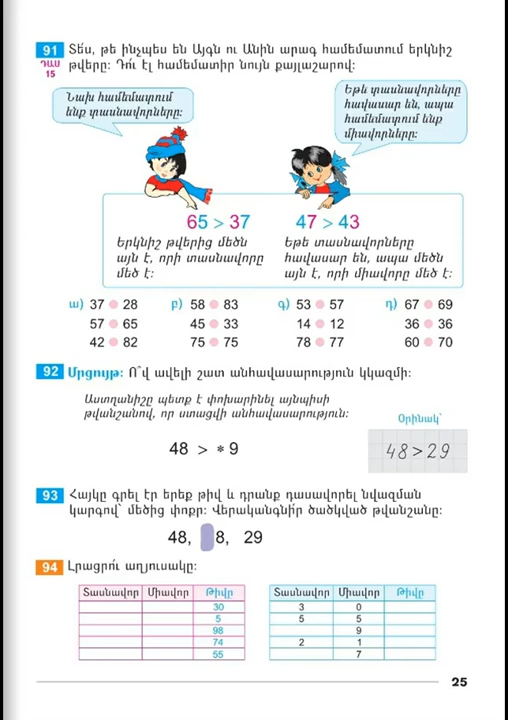 91 Տե՛ս, թե ինչպես են Այգն ու Անին արագ համեմատում երկնիշ
ԴԱՍ 15 թվերը։ Դո՛ւ էլ համեմատիր նույն քայլաշարով։
Նախ համեմատում
ենք տասնավորները։
Եթե տասնավորները
հավասար են, ապա
համեմատում ենք
միավորները։
65 > 37
Երկնիշ թվերից մեծն
այն է, որի տասնավորը
մեծ է։
47 > 43
Եթե տասնավորները
հավասար են, ապա մեծն
այն է, որի միավորը մեծ է։
ա) 37 28 բ) 58 83 գ) 53 57 դ) 67 69
57 65 45 33 14 12 36 36
42 82 75 75 78 77 60 70
92 Մրցույթ։ Ո՞վ ավելի շատ անհավասարություն կկազմի։
Աստղանիշը պետք է փոխարինել այնպիսի
թվանշանով, որ ստացվի անհավասարություն։
Օրինակ՝
48 > * 9
48>29
93 Հայկը գրել էր երեք թիվ և դրանք դասավորել նվազման
կարգով՝ մեծից փոքր։ Վերականգնի՛ր ծածկված թվանշանը։
48, 8, 29
94 Լրացրո՛ւ աղյուսակը։
Տասնավոր Միավոր Թիվը
30
5
98
74
55
Տասնավոր Միավոր Թիվը
3 0
5 5
9
2 1
7
25